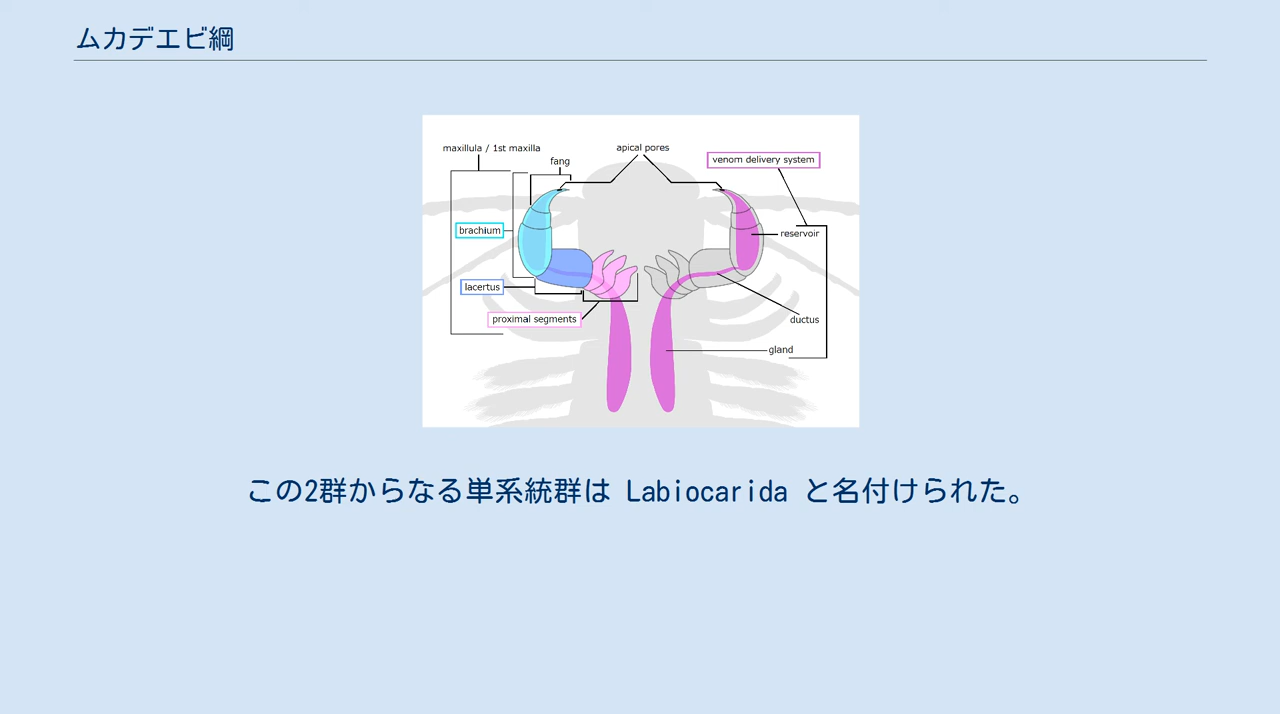 ムカデエビ綱
maxillula / 1st maxilla
fang
apical pores
venom delivery system
brachium
reservoir
lacertus
proximal segments
ductus
gland
この2群からなる単系統群は Labiocarida と名付けられた。